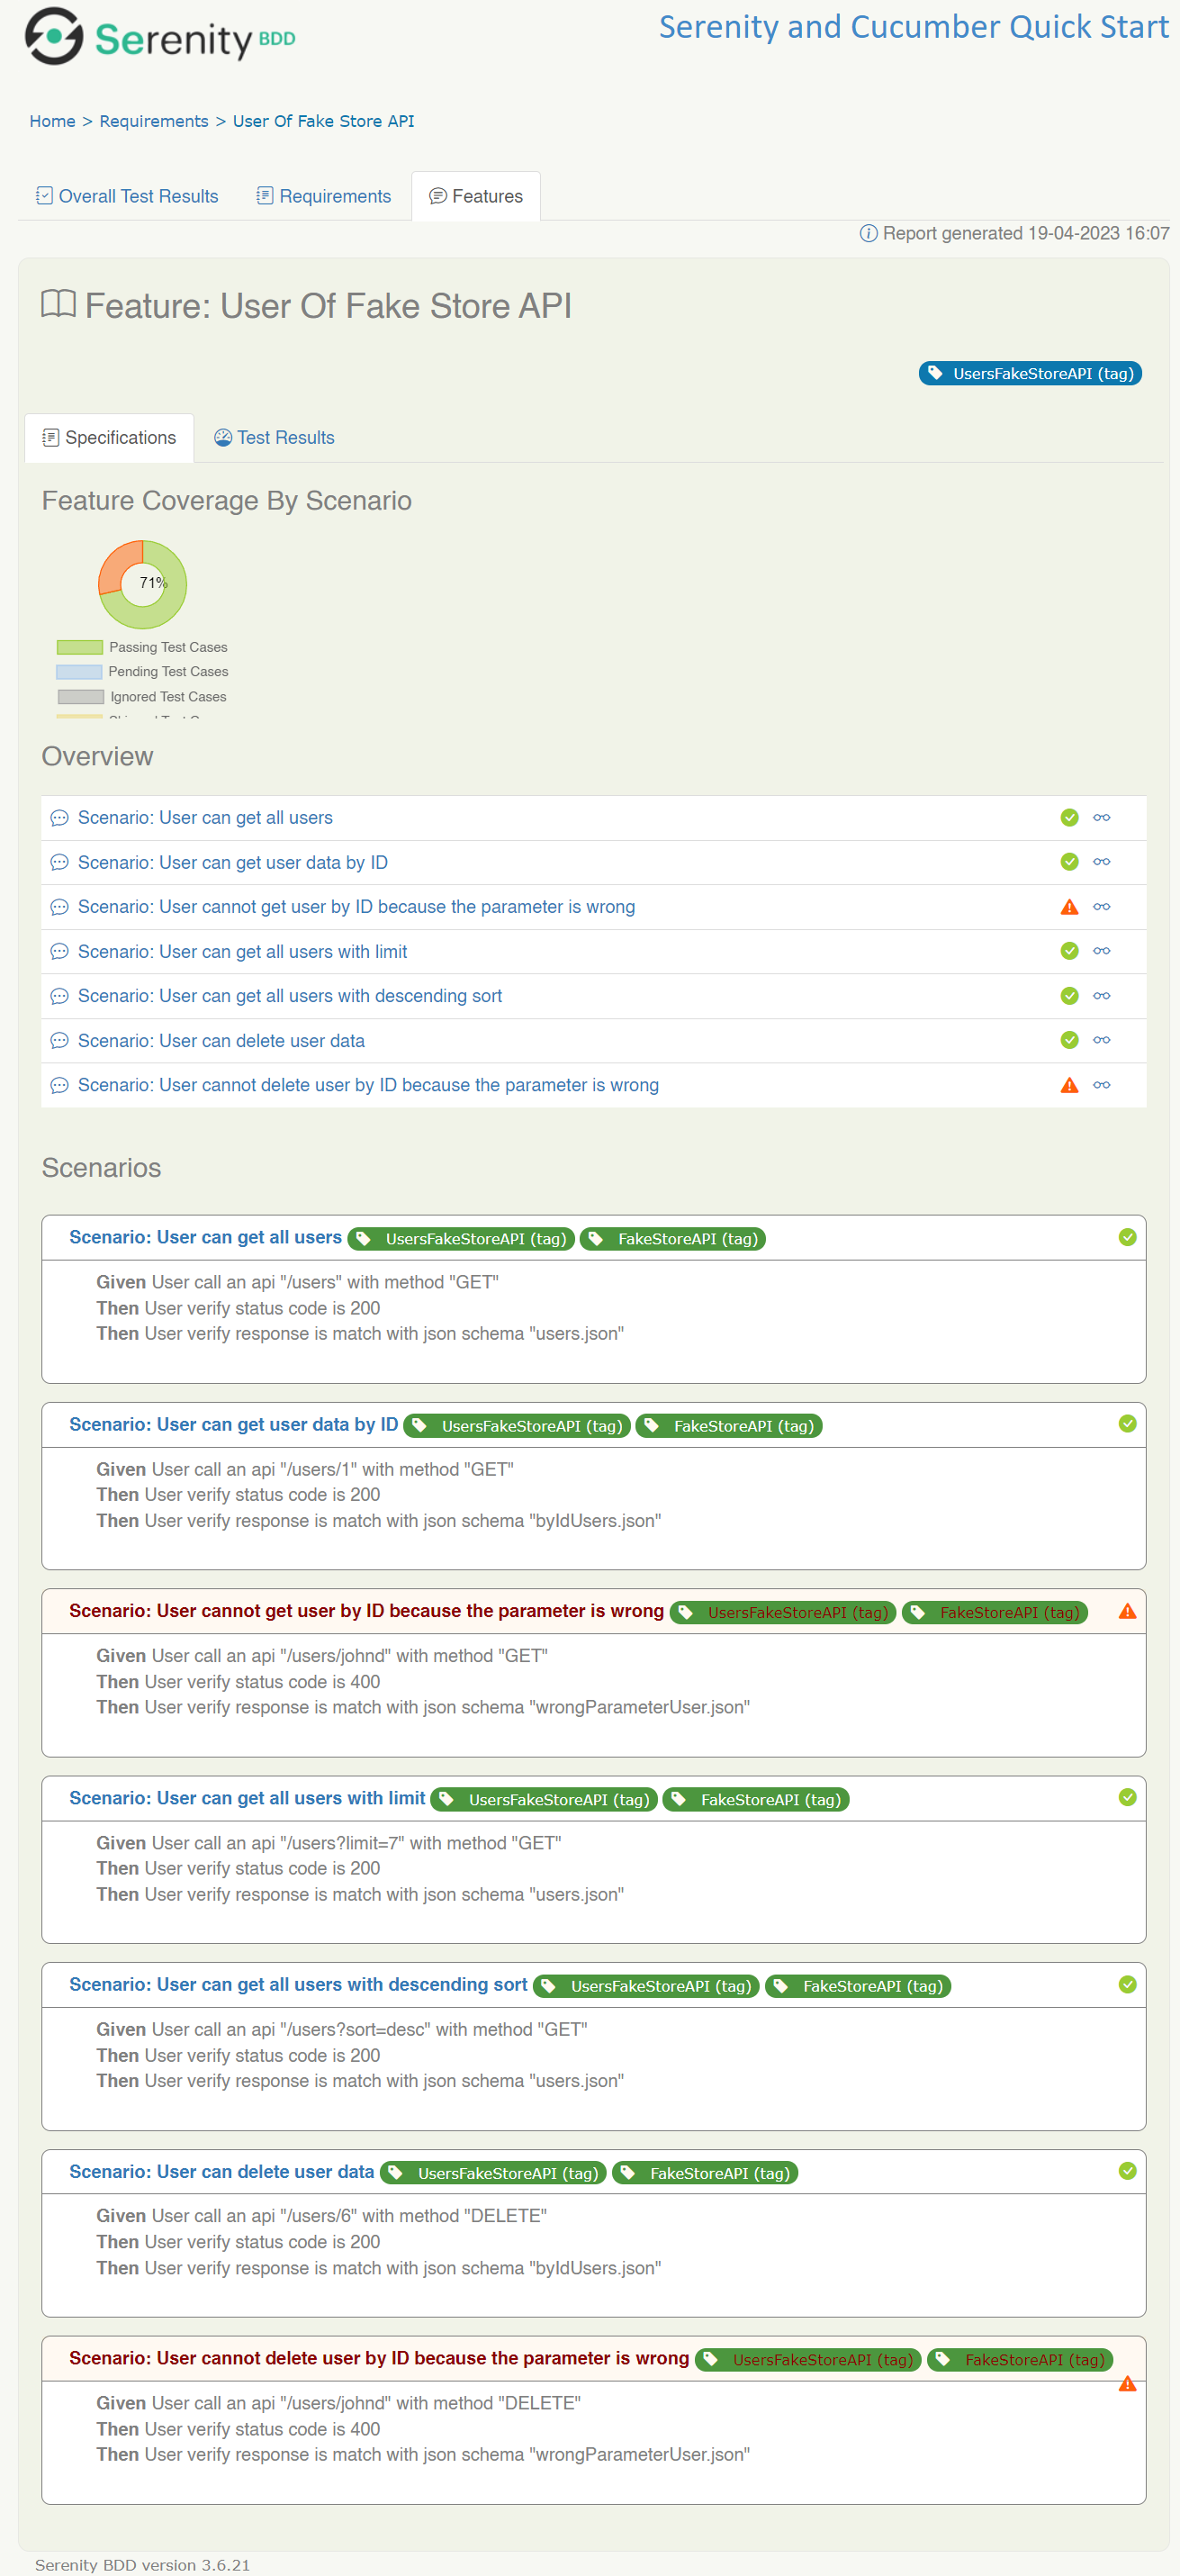 Serenity BDD
Serenity and Cucumber Quick Start
Home > Requirements > User Of Fake Store API
Overall Test Results
Requirements
Features
Report generated 19-04-2023 16:07
Feature: User Of Fake Store API
UsersFakeStoreAPI (tag)
Specifications
Test Results
Feature Coverage By Scenario
71%
Passing Test Cases
Pending Test Cases
Ignored Test Cases
Overview
Scenario: User can get all users
Scenario: User can get user data by ID
Scenario: User cannot get user by ID because the parameter is wrong
Scenario: User can get all users with limit
Scenario: User can get all users with descending sort
Scenario: User can delete user data
Scenario: User cannot delete user by ID because the parameter is wrong
Scenarios
Scenario: User can get all users UsersFakeStoreAPI (tag) FakeStoreAPI (tag)
Given User call an api "/users" with method "GET"
Then User verify status code is 200
Then User verify response is match with json schema "users.json"
Scenario: User can get user data by ID UsersFakeStoreAPI (tag) FakeStoreAPI (tag)
Given User call an api "/users/1" with method "GET"
Then User verify status code is 200
Then User verify response is match with json schema "byIdUsers.json"
Scenario: User cannot get user by ID because the parameter is wrong UsersFakeStoreAPI (tag) FakeStoreAPI (tag)
Given User call an api "/users/johnd" with method "GET"
Then User verify status code is 400
Then User verify response is match with json schema "wrongParameterUser.json"
Scenario: User can get all users with limit UsersFakeStoreAPI (tag) FakeStoreAPI (tag)
Given User call an api "/users?limit=7" with method "GET"
Then User verify status code is 200
Then User verify response is match with json schema "users.json"
Scenario: User can get all users with descending sort UsersFakeStoreAPI (tag) FakeStoreAPI (tag)
Given User call an api "/users?sort=desc" with method "GET"
Then User verify status code is 200
Then User verify response is match with json schema "users.json"
Scenario: User can delete user data UsersFakeStoreAPI (tag) FakeStoreAPI (tag)
Given User call an api "/users/6" with method "DELETE"
Then User verify status code is 200
Then User verify response is match with json schema "byIdUsers.json"
Scenario: User cannot delete user by ID because the parameter is wrong UsersFakeStoreAPI (tag) FakeStoreAPI (tag)
Given User call an api "/users/johnd" with method "DELETE"
Then User verify status code is 400
Then User verify response is match with json schema "wrongParameterUser.json"
Serenity BDD version 3.6.21